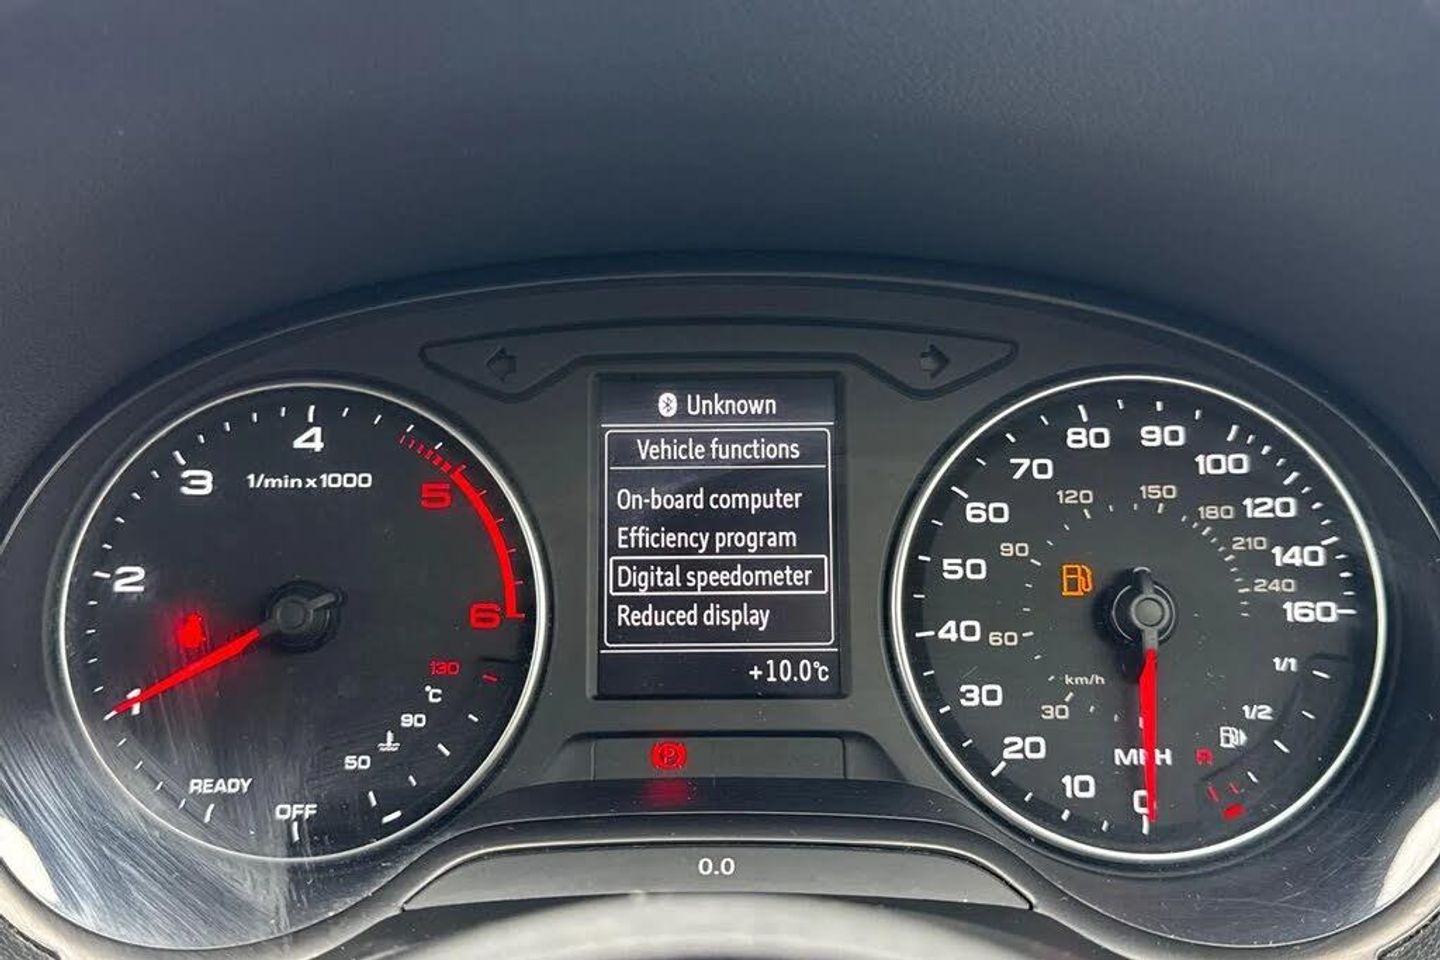 Unknown
Vehicle functions
On-board computer
Efficiency program
Digital speedometer
Reduced display
+10.0°C
1/min x 1000
1
2
3
4
5
6
130
°C
90
50
READY
OFF
0
10
20
30
40
50
60
70
80
90
100
120
140
160
30
60
90
120
150
180
210
240
km/h
MPH
1/1
1/2
R
P
0.0